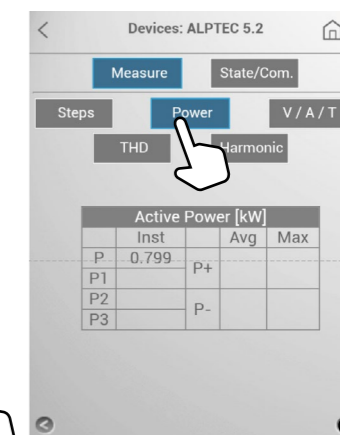 Devices: ALPTEC 5.2
Measure State/Com.
Steps Power V / A / T
THD Harmonic
Active Power [kW]
Inst Avg Max
P 0.799 P+
P1
P2 P-
P3